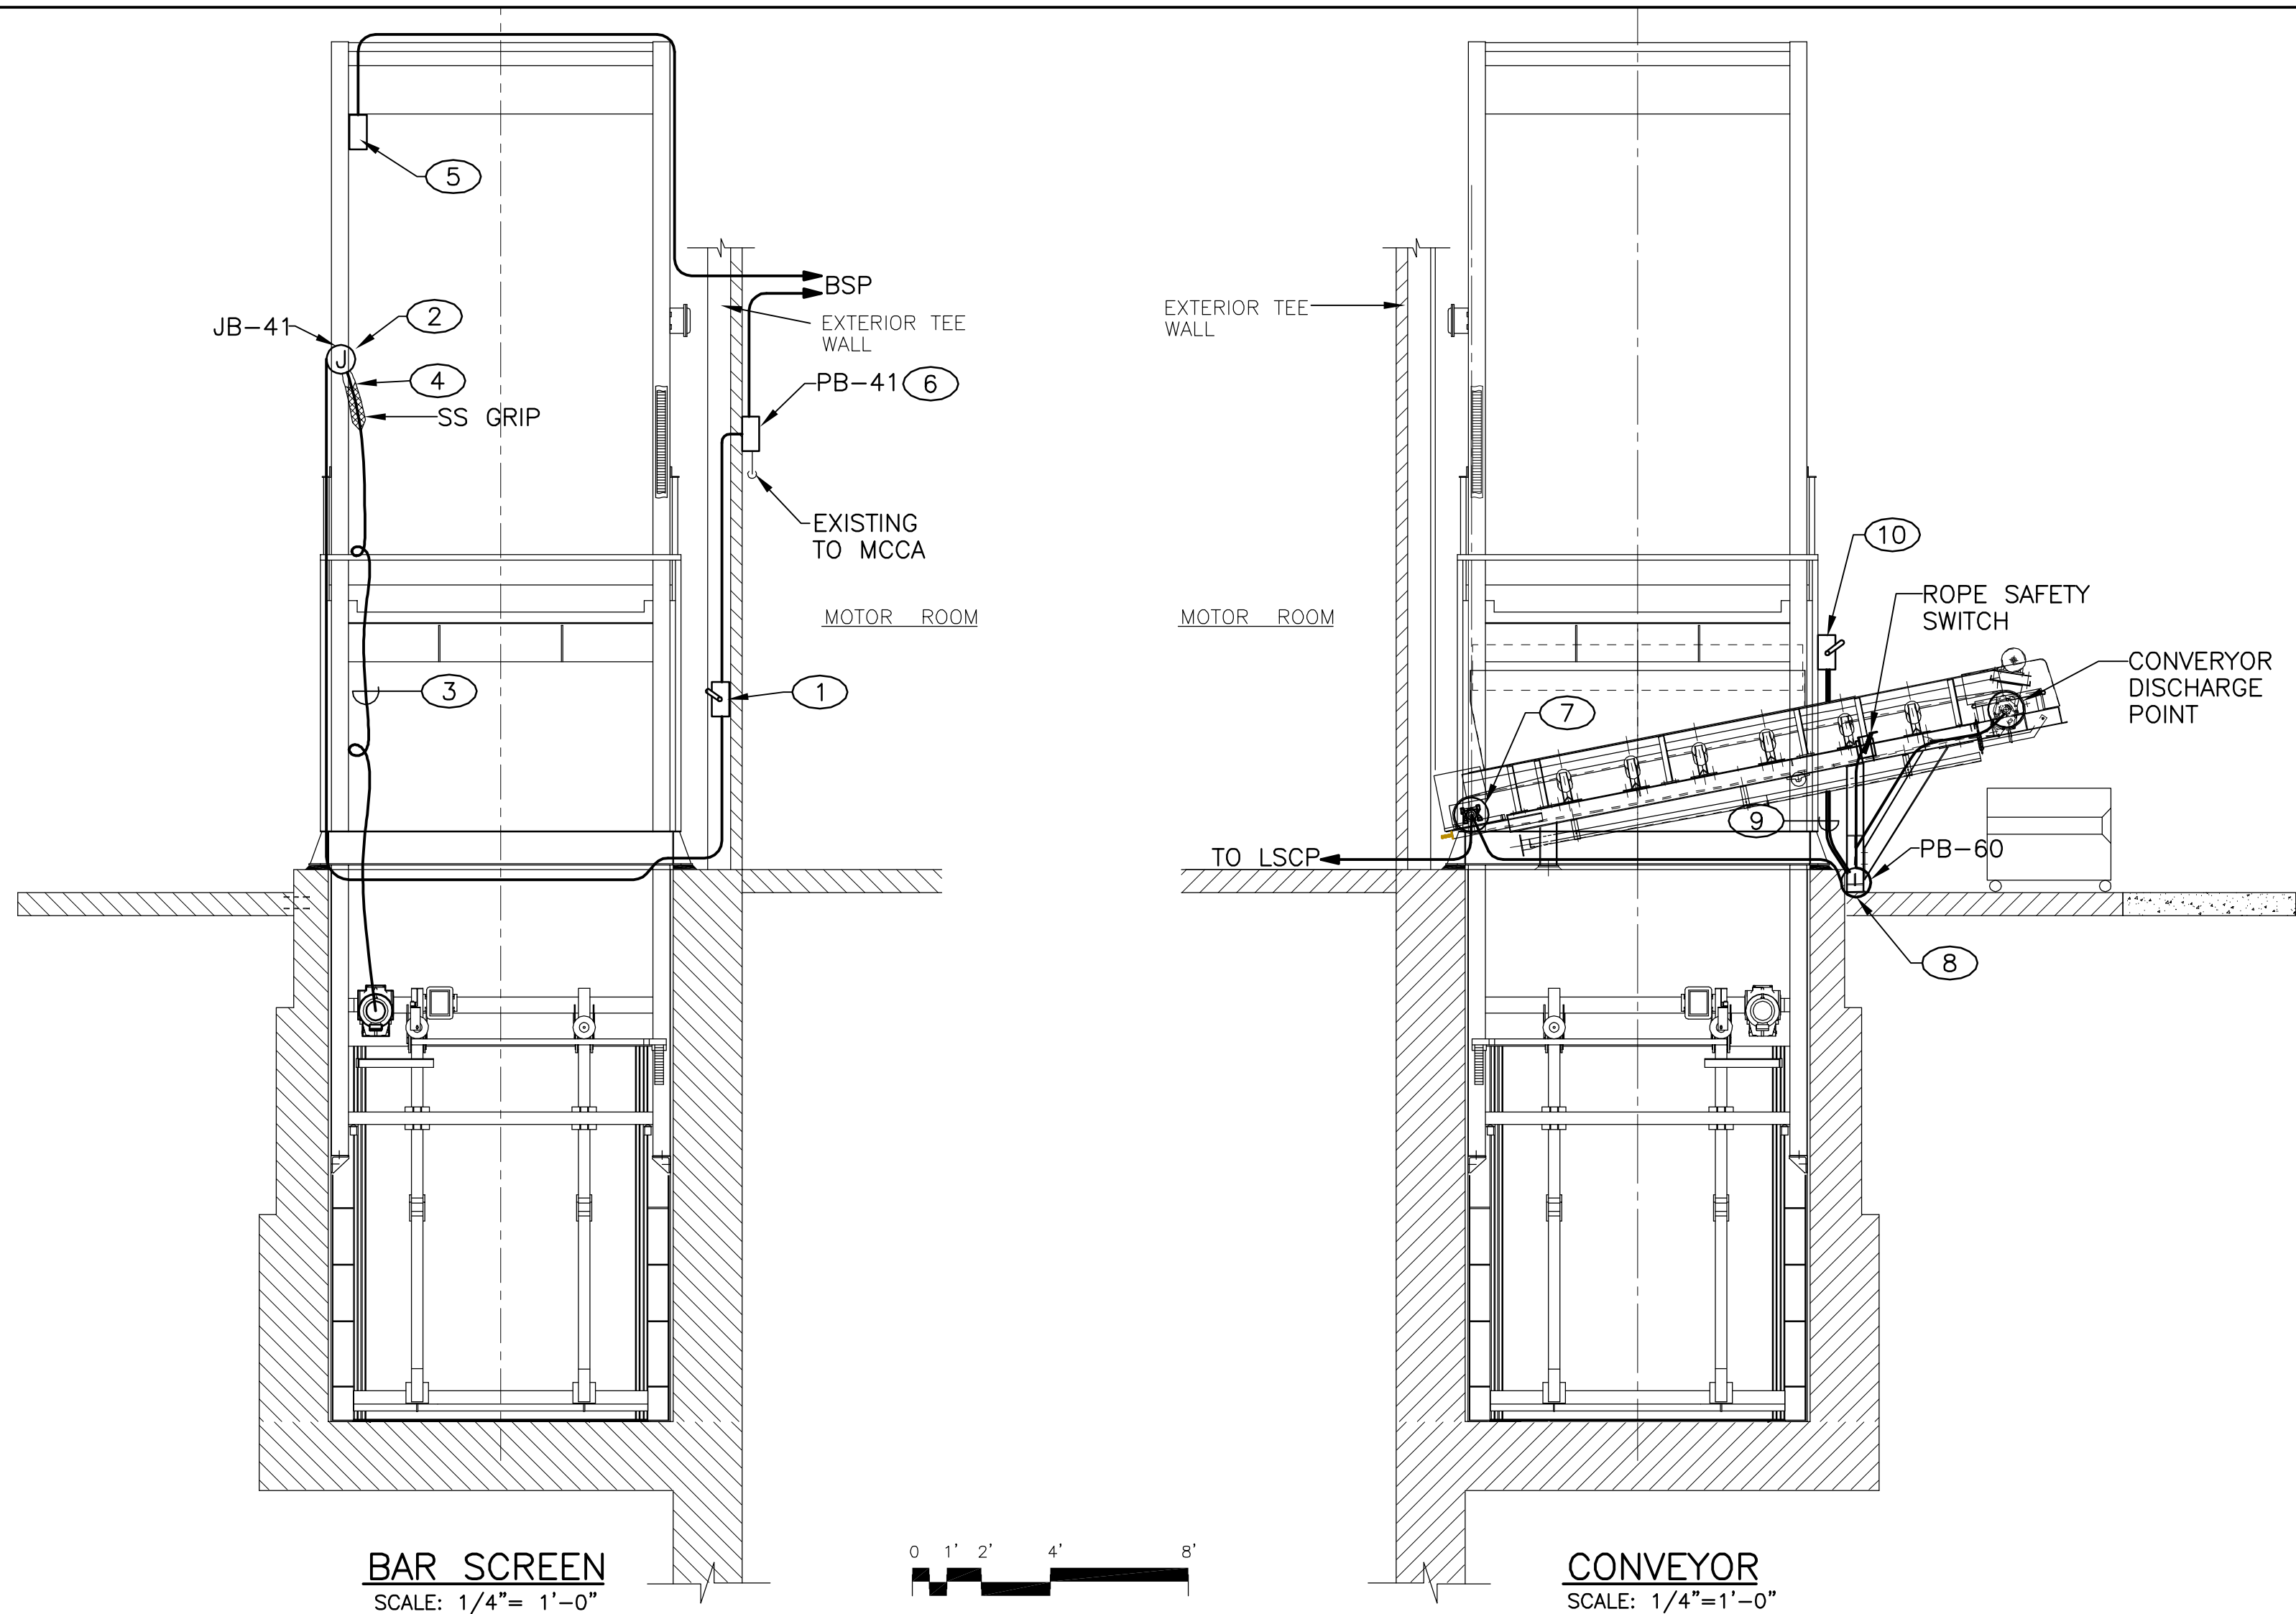 5
BSP
EXTERIOR TEE
WALL
JB-41
2
J
4
SS GRIP
PB-41
6
EXISTING
TO MCCA
MOTOR ROOM
3
1
EXTERIOR TEE
WALL
MOTOR ROOM
10
ROPE SAFETY
SWITCH
CONVERYOR
DISCHARGE
POINT
7
9
TO LSCP
PB-60
8
BAR SCREEN
SCALE: 1/4"= 1'-0"
0 1' 2' 4' 8'
CONVEYOR
SCALE: 1/4"=1'-0"